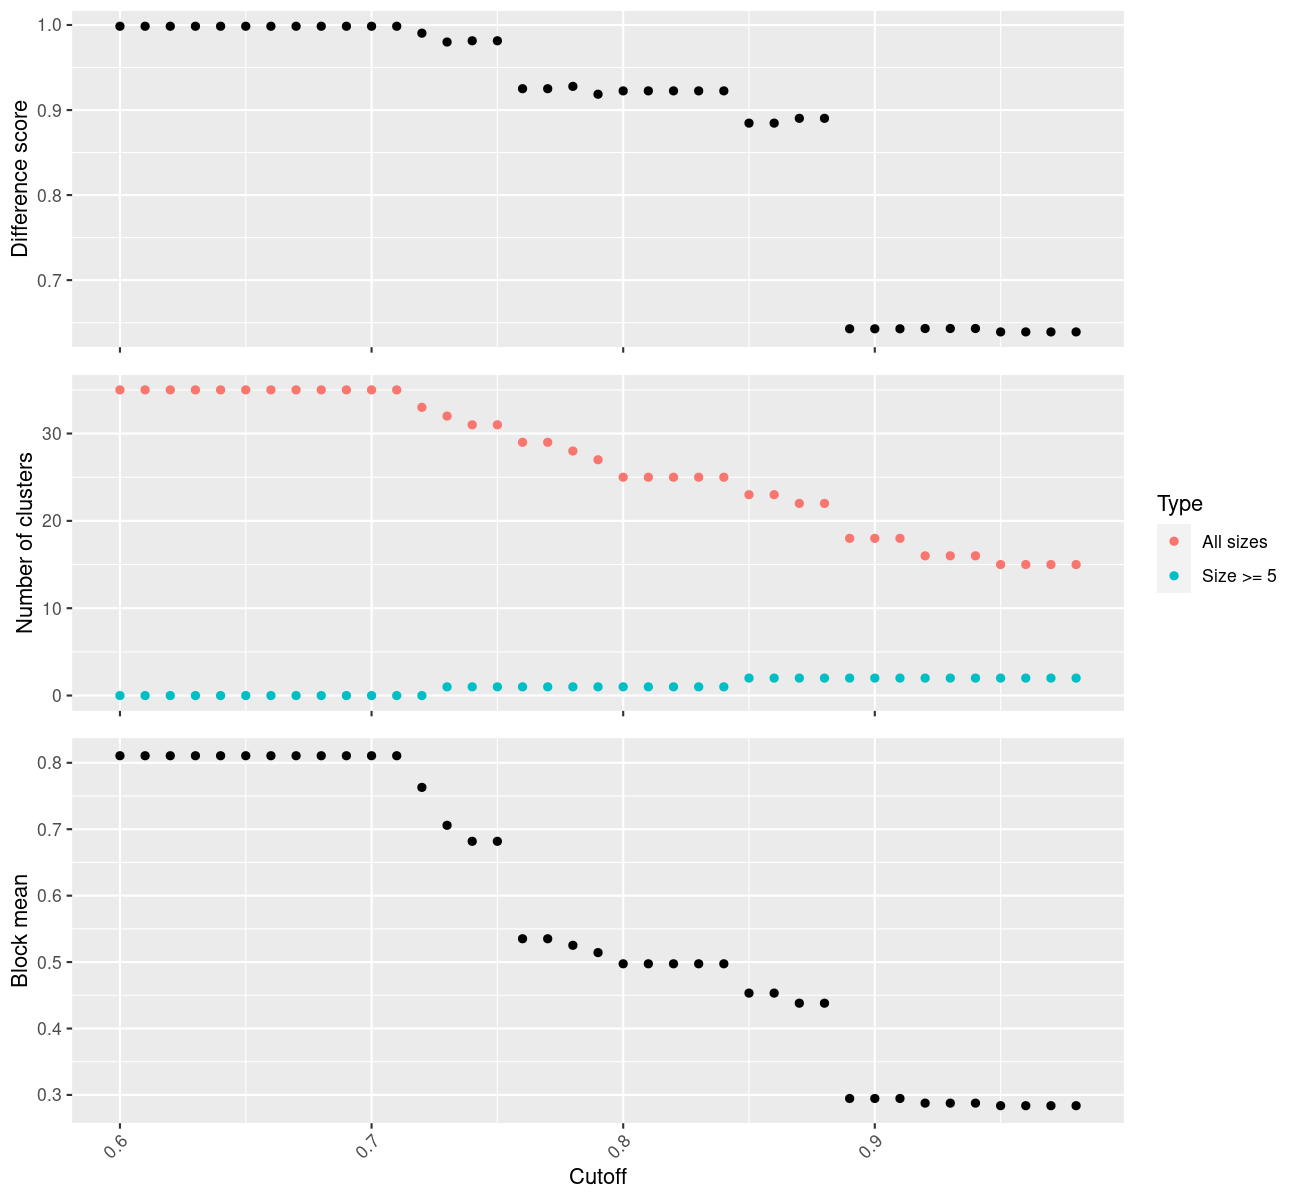 Difference score
1.0
0.9
0.8
0.7
Number of clusters
30
20
10
0
Type
All sizes
Size >= 5
Block mean
0.8
0.7
0.6
0.5
0.4
0.3
0.6
0.7
0.8
0.9
Cutoff